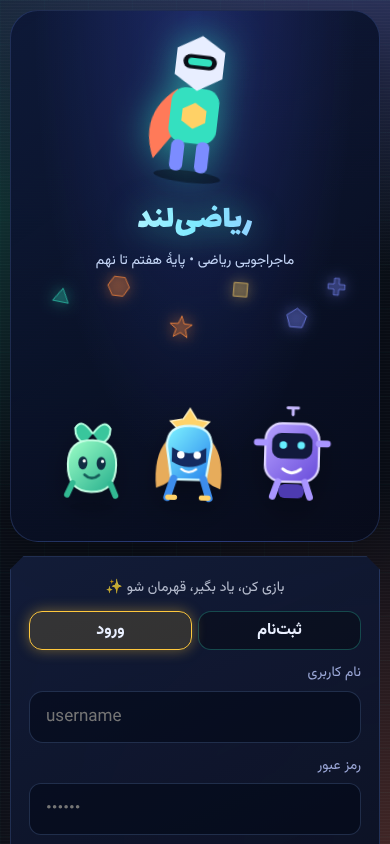 ریاضی‌لند
ماجراجویی ریاضی • پایهٔ هفتم تا نهم
بازی کن، یاد بگیر، قهرمان شو ✨
ثبت‌نام
ورود
نام کاربری
username
رمز عبور
••••••